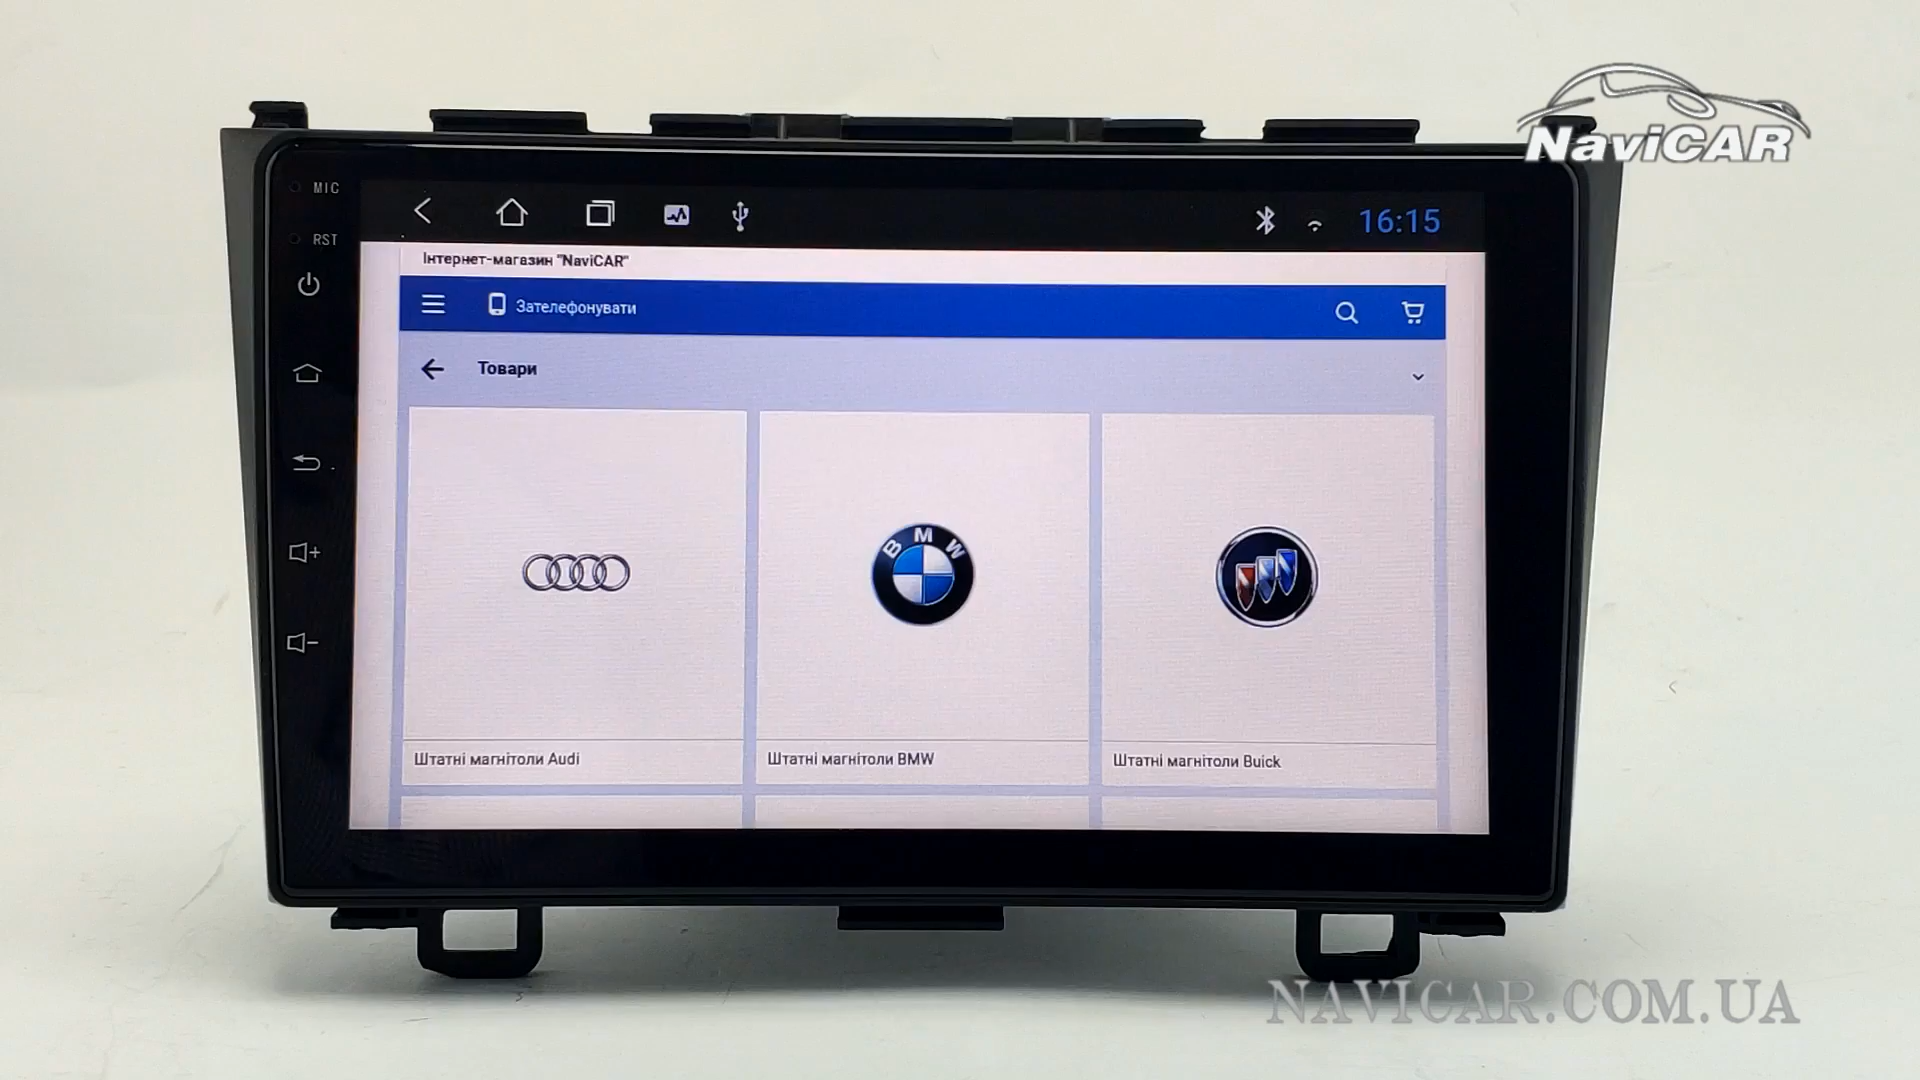 NaviCAR
MIC
RST
16:15
Інтернет-магазин "NaviCAR"
Зателефонувати
Товари
BMW
Штатні магнітоли Audi
Штатні магнітоли BMW
Штатні магнітоли Buick
NAVICAR.COM.UA